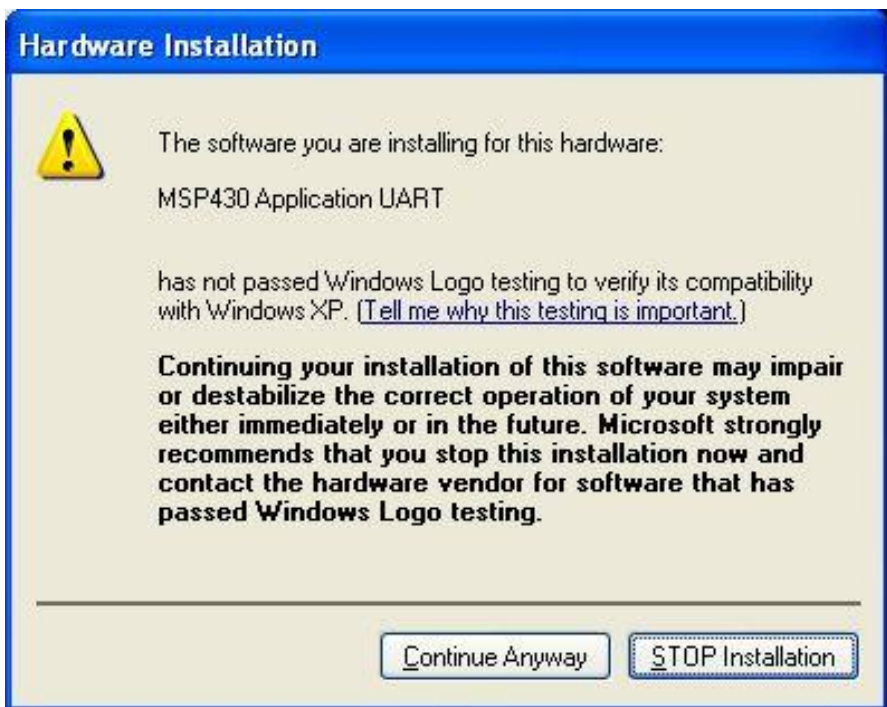 Hardware Installation
The software you are installing for this hardware:
MSP430 Application UART
has not passed Windows Logo testing to verify its compatibility
with Windows XP. (Tell me why this testing is important.)
Continuing your installation of this software may impair
or destabilize the correct operation of your system
either immediately or in the future. Microsoft strongly
recommends that you stop this installation now and
contact the hardware vendor for software that has
passed Windows Logo testing.
Continue Anyway STOP Installation